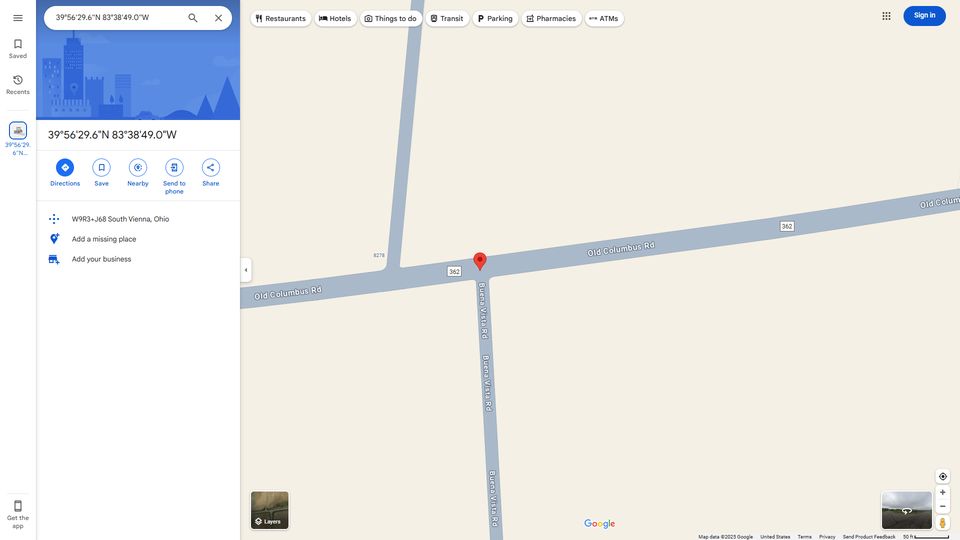 39°56'29.6"N 83°38'49.0"W
Restaurants
Hotels
Things to do
Transit
Parking
Pharmacies
ATMs
Sign in
Saved
Recents
39°56'29.
6"N...
39°56'29.6"N 83°38'49.0"W
Directions
Save
Nearby
Send to
phone
Share
W9R3+J68 South Vienna, Ohio
Add a missing place
Add your business
Get the
app
8278
362
362
Old Columbus Rd
Old Columbus Rd
Old Colum
Buena Vista Rd
Buena Vista Rd
Buena Vista Rd
Layers
Google
Map data ©2025 Google
United States
Terms
Privacy
Send Product Feedback
50 ft